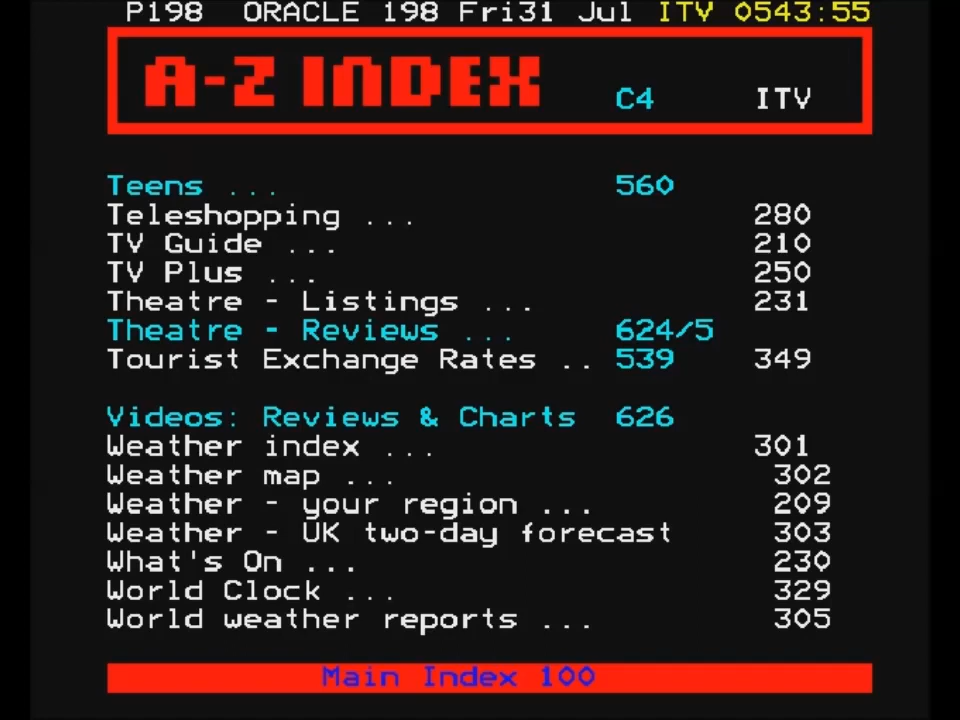 P198 ORACLE 198 Fri31 Jul ITV 0543:55
A-Z INDEX C4 ITV
Teens ... 560
Teleshopping ... 280
TV Guide ... 210
TV Plus ... 250
Theatre - Listings ... 231
Theatre - Reviews ... 624/5
Tourist Exchange Rates .. 539 349
Videos: Reviews & Charts 626
Weather index ... 301
Weather map ... 302
Weather - your region ... 209
Weather - UK two-day forecast 303
What's On ... 230
World Clock ... 329
World weather reports ... 305
Main Index 100